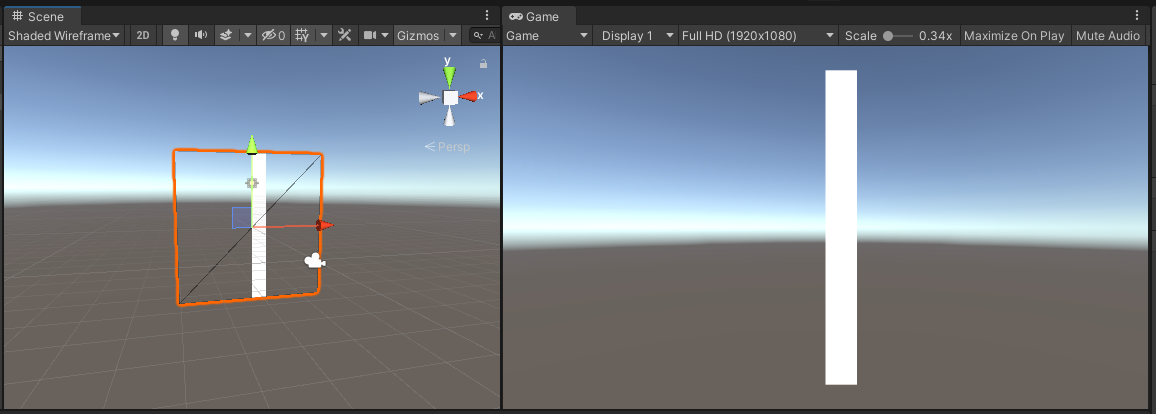 Scene
Shaded Wireframe 2D 0 Gizmos A
y
x
Persp
Game
Game Display 1 Full HD (1920x1080) Scale 0.34x Maximize On Play Mute Audio